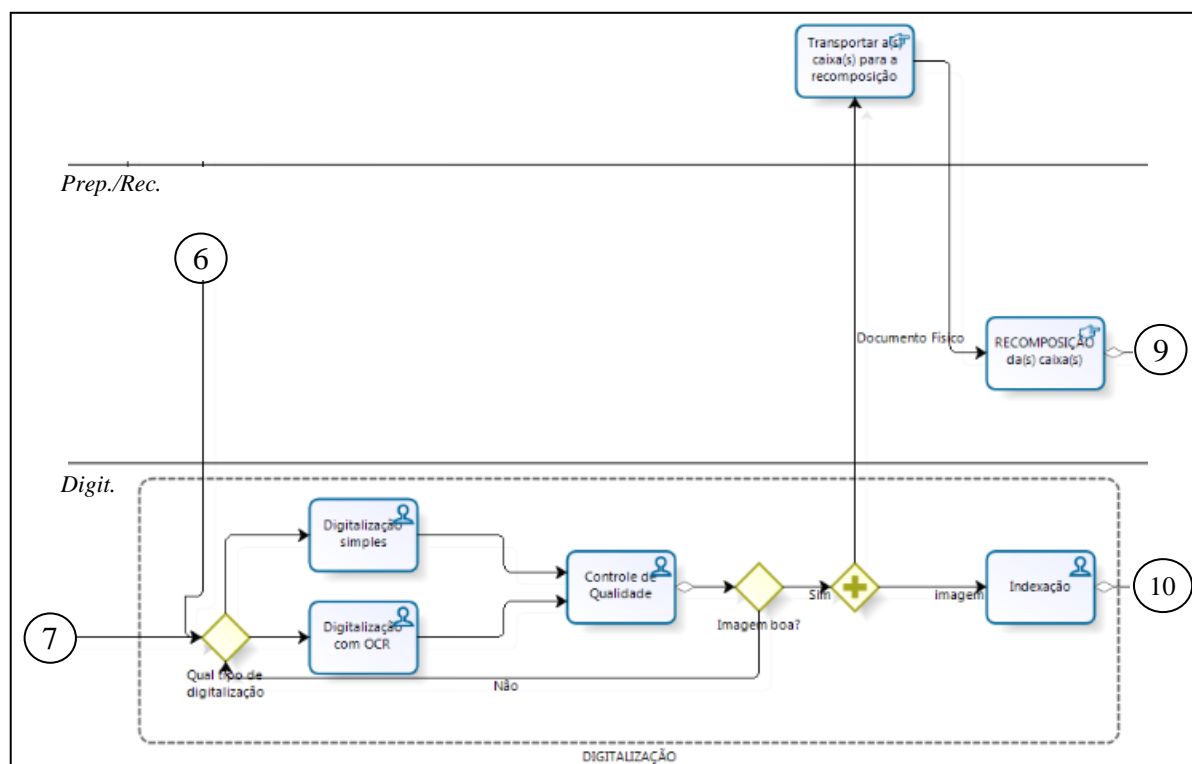 Transportar a(s)
caixa(s) para a
recomposição
Prep./Rec.
6
Documento Físico
RECOMPOSIÇÃO
da(s) caixa(s)
9
Digit.
Digitalização
simples
Controle de
Qualidade
Indexação
10
Sim
imagem
Imagem boa?
7
Digitalização
com OCR
Qual tipo de
digitalização
Não
DIGITALIZAÇÃO